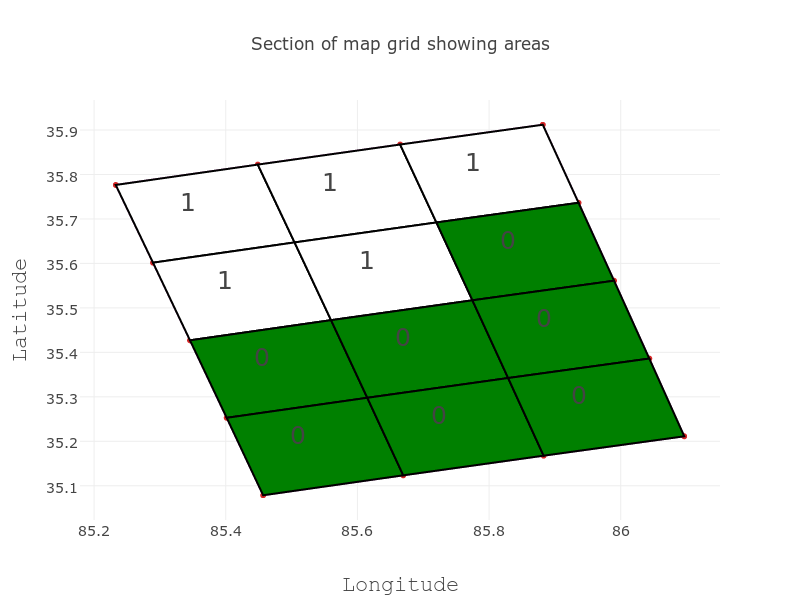 Section of map grid showing areas
35.9
35.8
35.7
35.6
35.5
35.4
35.3
35.2
35.1
Latitude
1 1 1
1 1 0
0 0 0
0 0 0
85.2 85.4 85.6 85.8 86
Longitude